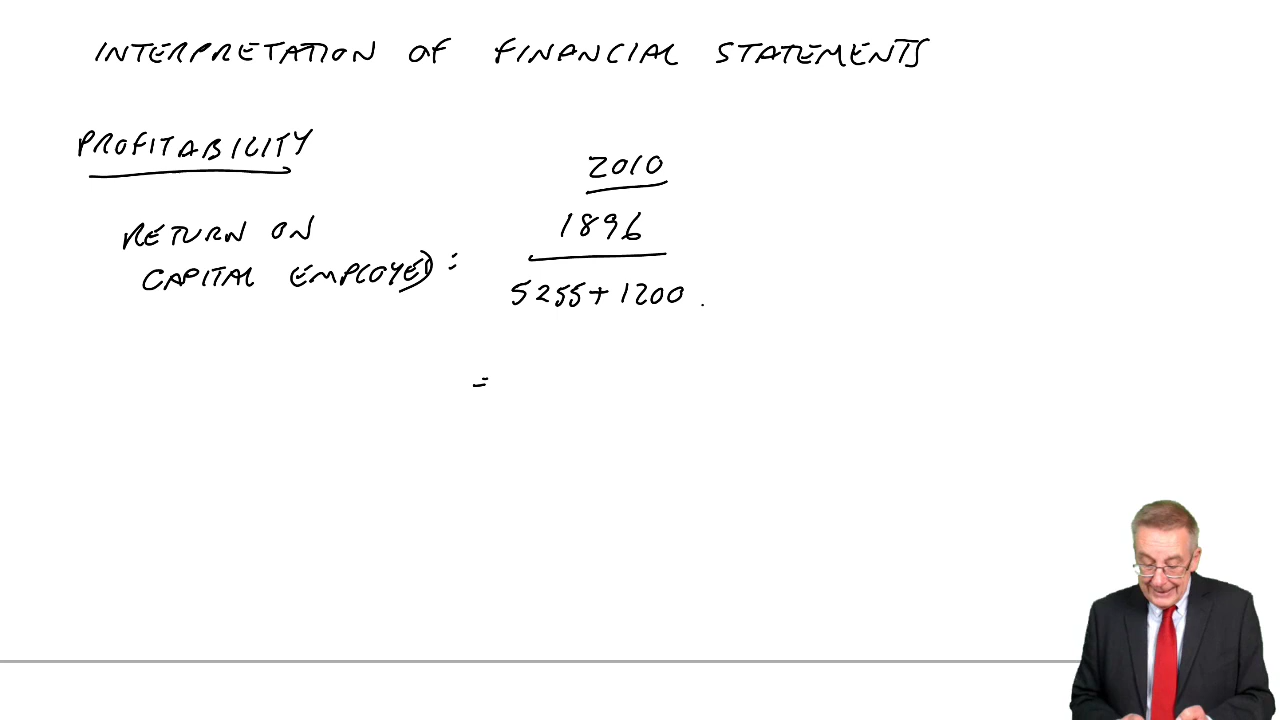 INTERPRETATION OF FINANCIAL STATEMENTS
PROFITABILITY
2010
RETURN ON
CAPITAL EMPLOYED :
1896
5255 + 1200
=